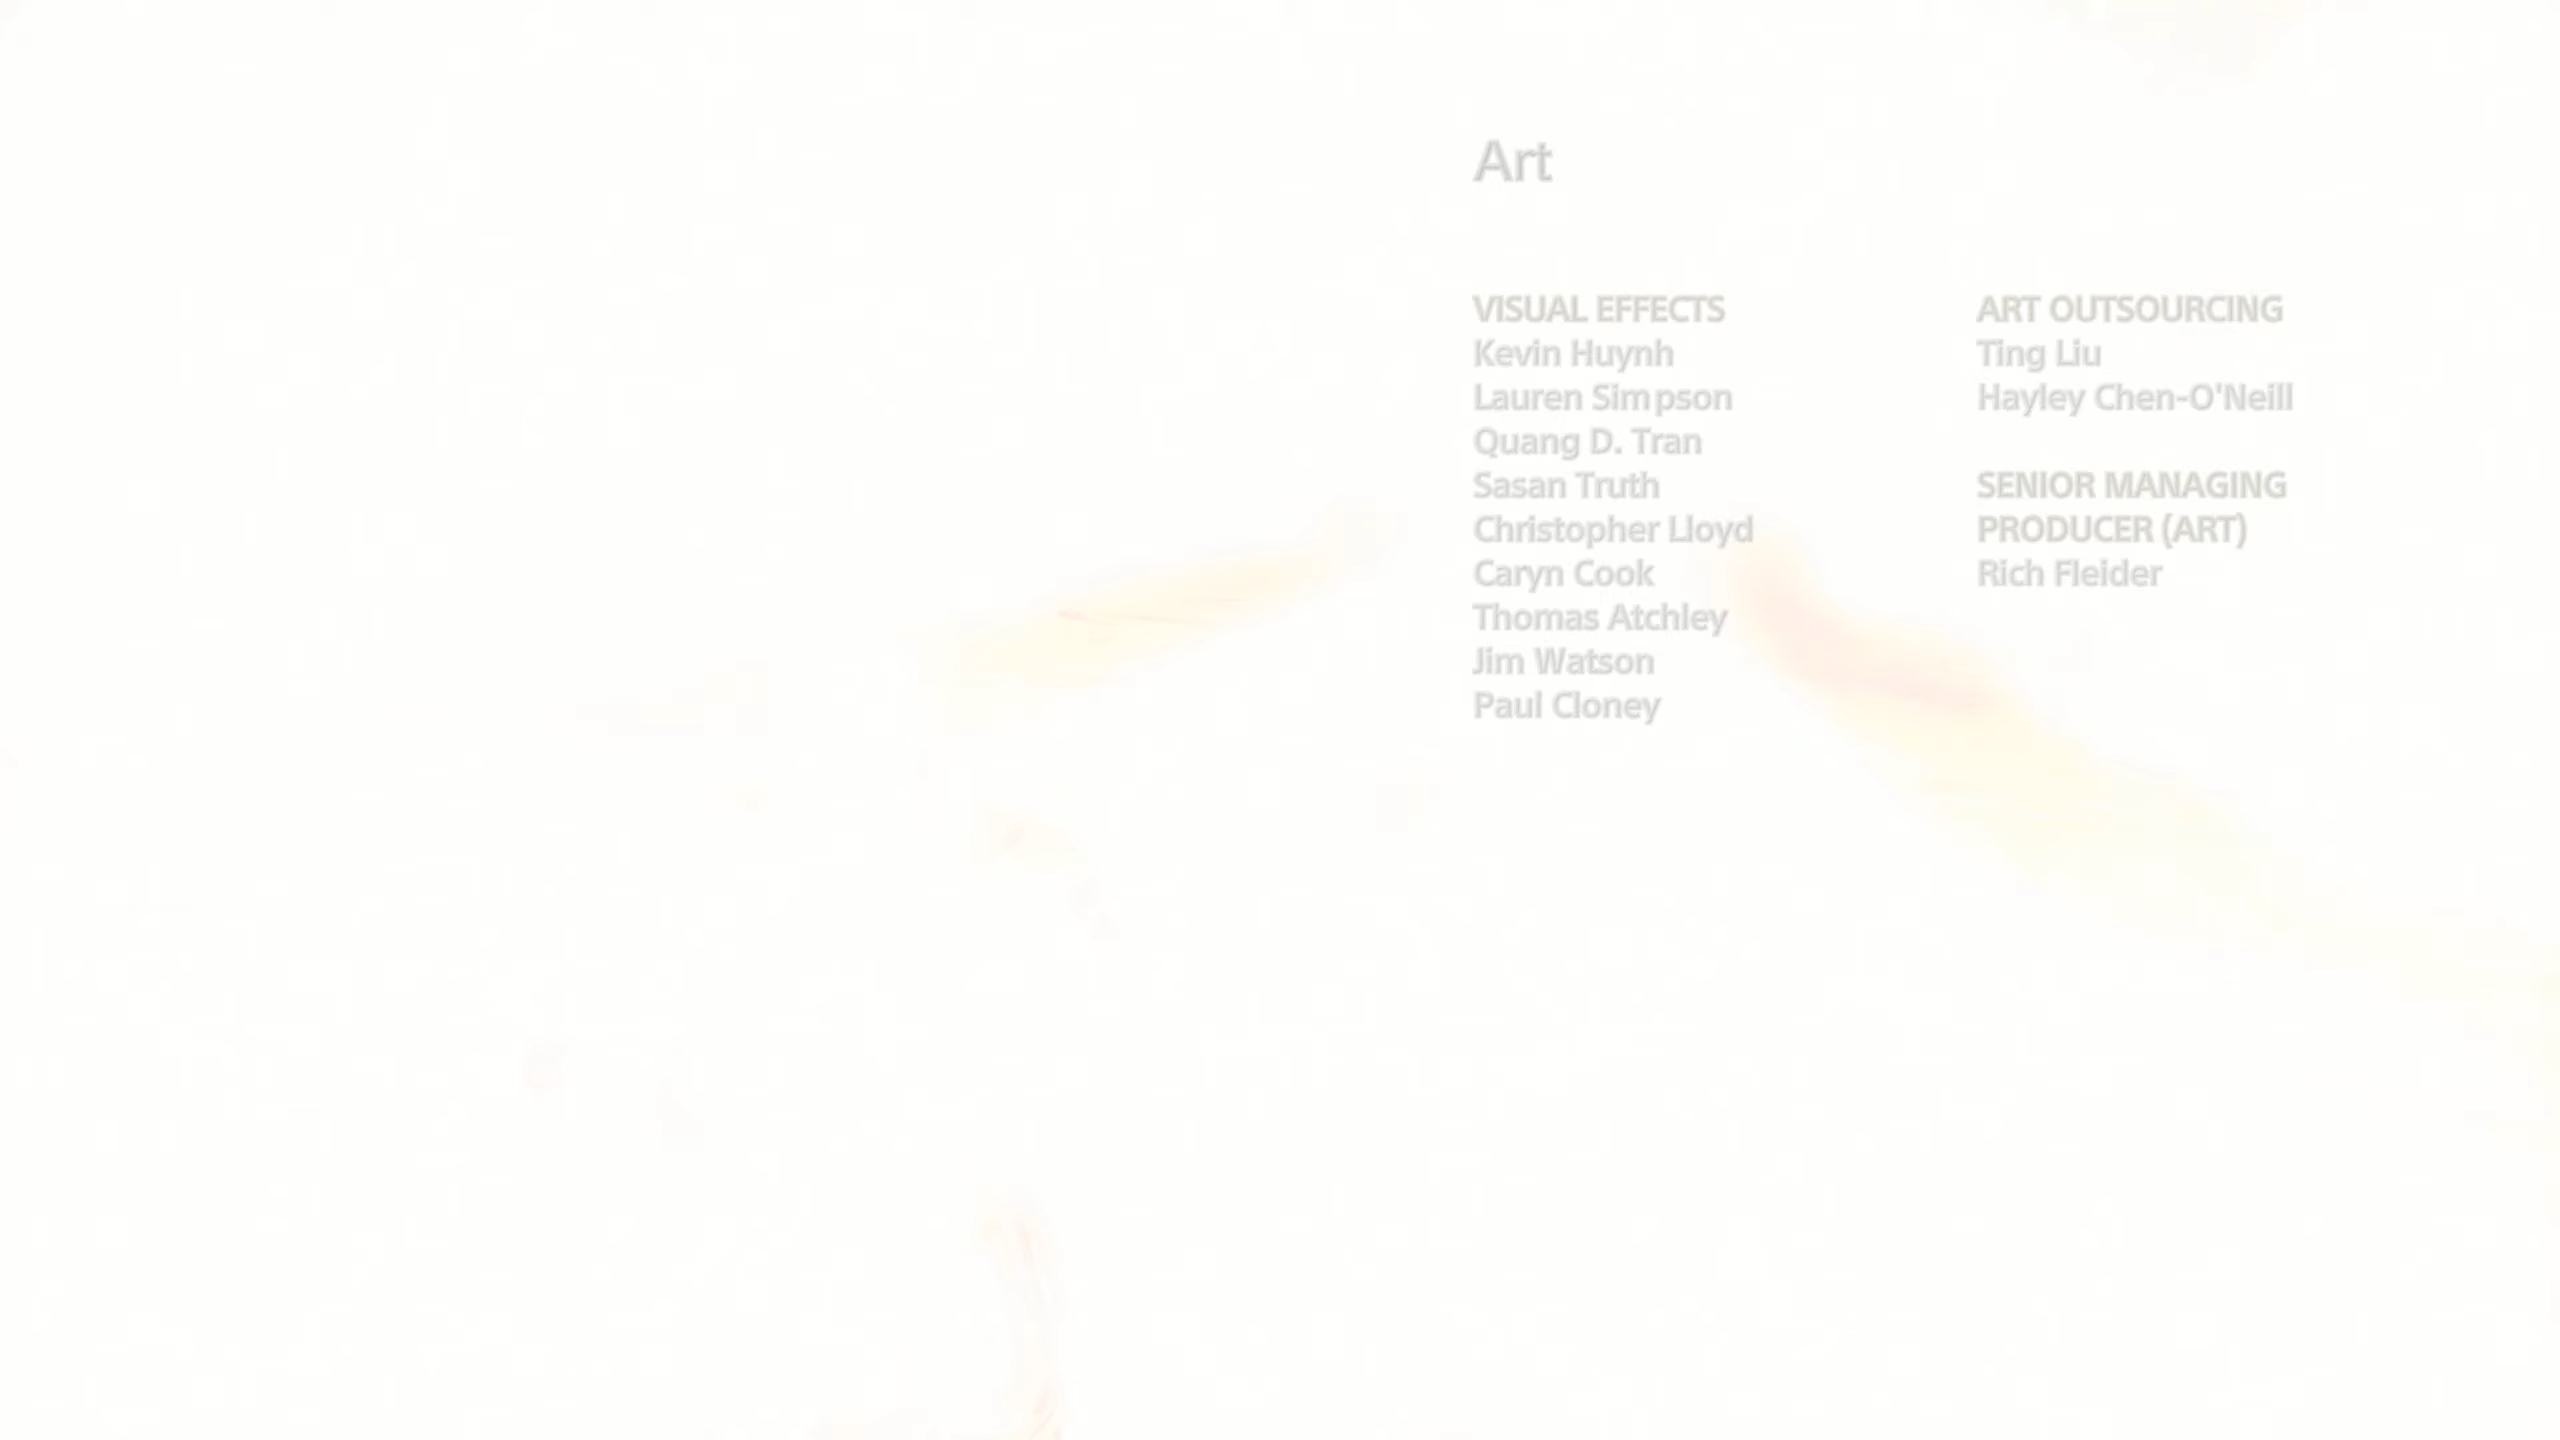 Art
VISUAL EFFECTS
Kevin Huynh
Lauren Simpson
Quang D. Tran
Sasan Truth
Christopher Lloyd
Caryn Cook
Thomas Atchley
Jim Watson
Paul Cloney
ART OUTSOURCING
Ting Liu
Hayley Chen-O'Neill
SENIOR MANAGING
PRODUCER (ART)
Rich Fleider